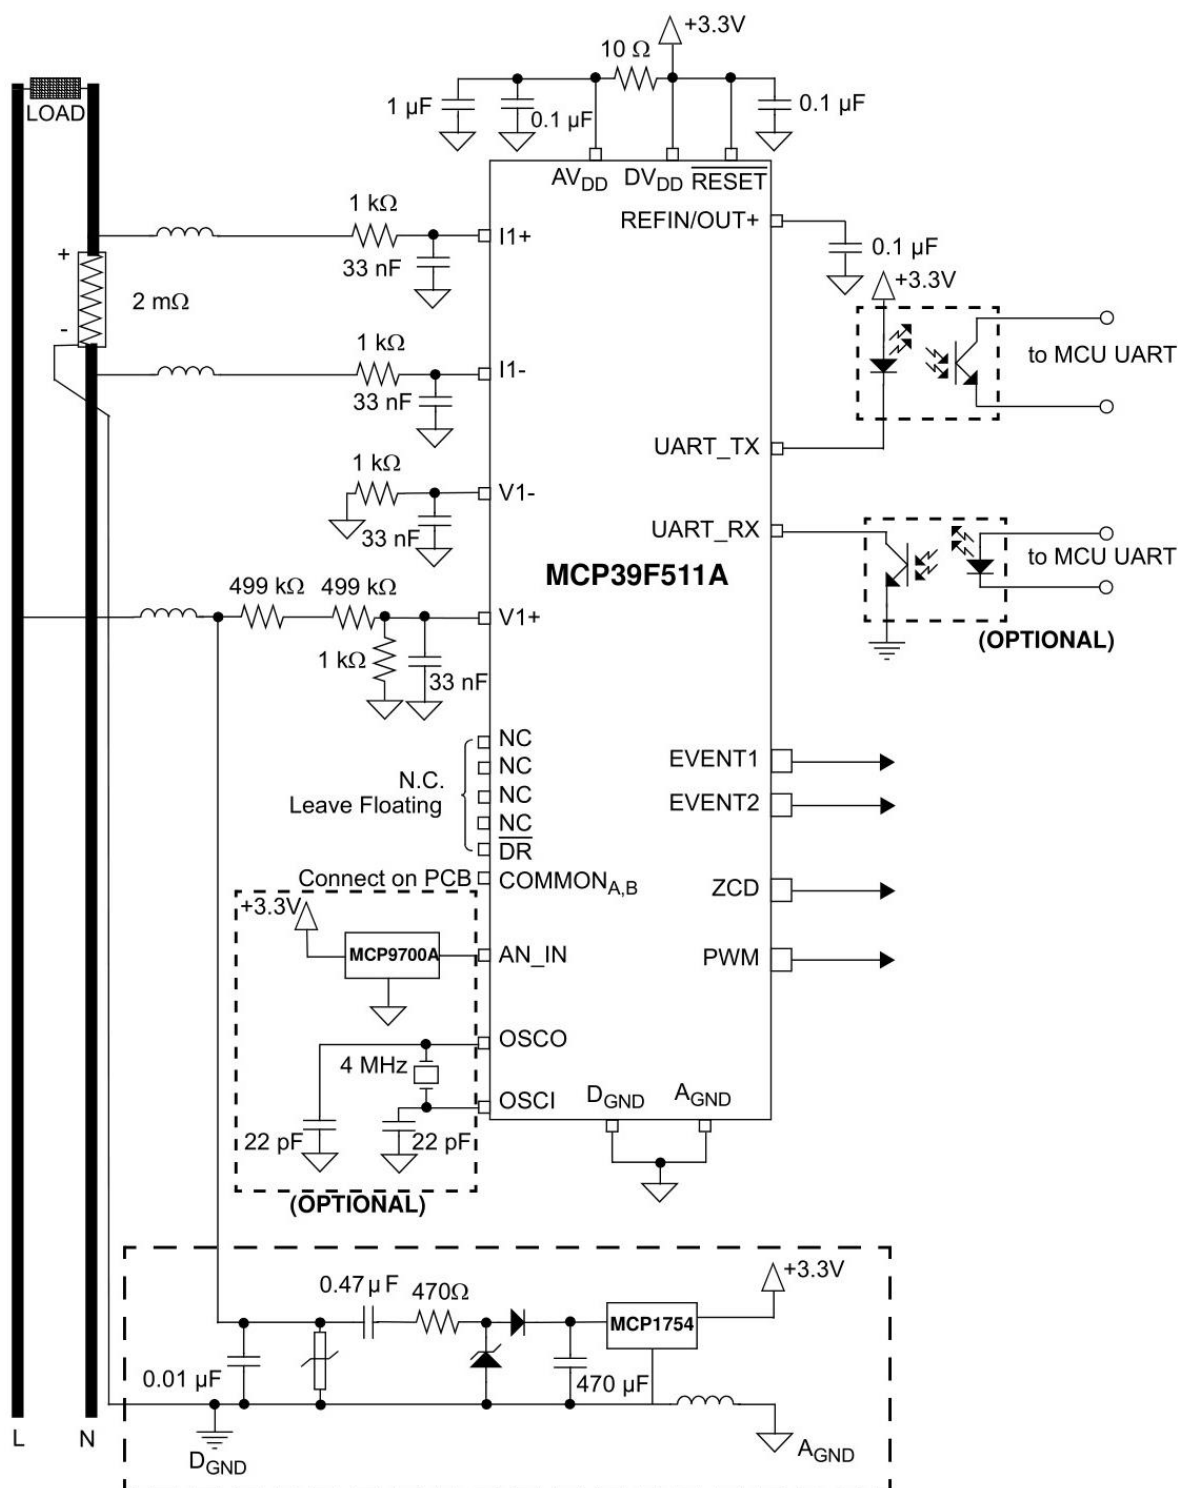 +3.3V
10 Ω
LOAD
1 µF
0.1 µF
0.1 µF
AVDD
DVDD
RESET
REFIN/OUT+
0.1 µF
+3.3V
1 kΩ
I1+
33 nF
+
2 mΩ
-
1 kΩ
I1-
33 nF
to MCU UART
UART_TX
1 kΩ
V1-
33 nF
UART_RX
to MCU UART
(OPTIONAL)
MCP39F511A
499 kΩ
499 kΩ
V1+
1 kΩ
33 nF
NC
NC
NC
NC
DR
N.C.
Leave Floating
EVENT1
EVENT2
Connect on PCB
COMMONA,B
ZCD
+3.3V
MCP9700A
AN_IN
PWM
OSCO
4 MHz
OSCI
22 pF
22 pF
DGND
AGND
(OPTIONAL)
0.47µF
470Ω
+3.3V
MCP1754
0.01 µF
470 µF
L
N
DGND
AGND